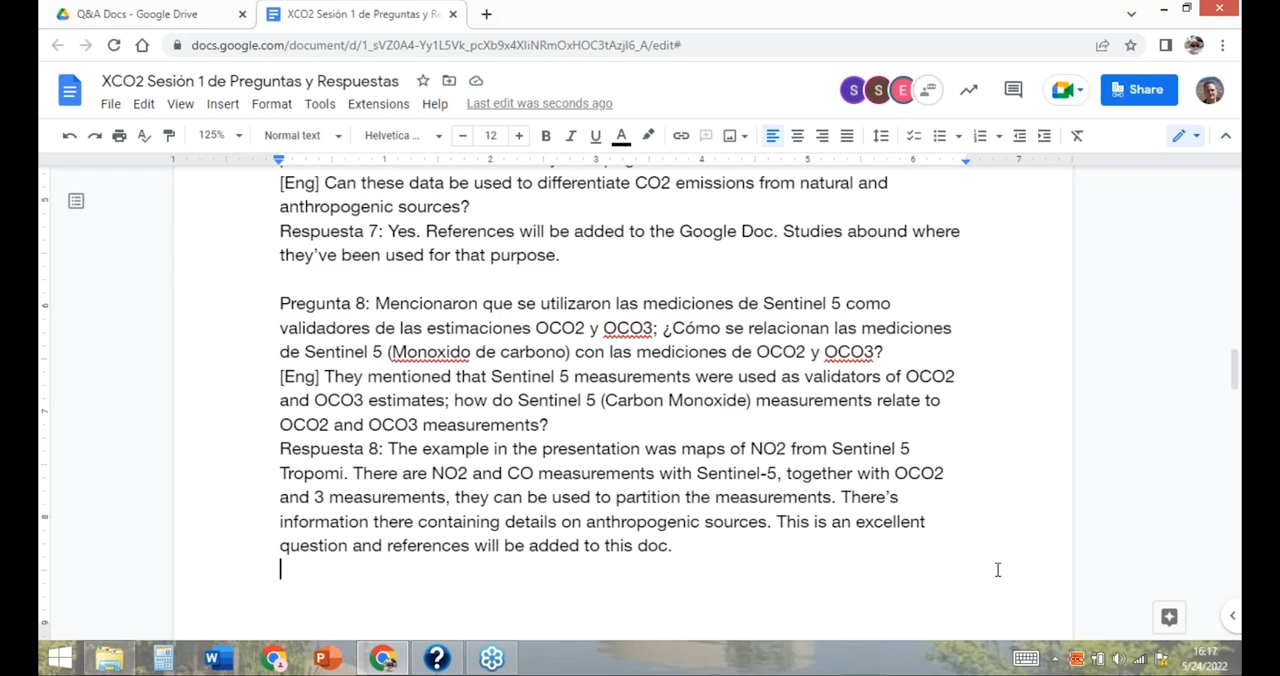 Q&A Docs - Google Drive
XCO2 Sesión 1 de Preguntas y Re
docs.google.com/document/d/1_sVZ0A4-Yy1L5Vk_pcXb9x4XIiNRmOxHOC3tAzjI6_A/edit#
XCO2 Sesión 1 de Preguntas y Respuestas
S S E
Share
File Edit View Insert Format Tools Extensions Help Last edit was seconds ago
125% Normal text Helvetica ... 12 B I U A
1 1 2 3 4 5 6 7
[Eng] Can these data be used to differentiate CO2 emissions from natural and
anthropogenic sources?
Respuesta 7: Yes. References will be added to the Google Doc. Studies abound where
they've been used for that purpose.
Pregunta 8: Mencionaron que se utilizaron las mediciones de Sentinel 5 como
validadores de las estimaciones OCO2 y OCO3; ¿Cómo se relacionan las mediciones
de Sentinel 5 (Monoxido de carbono) con las mediciones de OCO2 y OCO3?
[Eng] They mentioned that Sentinel 5 measurements were used as validators of OCO2
and OCO3 estimates; how do Sentinel 5 (Carbon Monoxide) measurements relate to
OCO2 and OCO3 measurements?
Respuesta 8: The example in the presentation was maps of NO2 from Sentinel 5
Tropomi. There are NO2 and CO measurements with Sentinel-5, together with OCO2
and 3 measurements, they can be used to partition the measurements. There's
information there containing details on anthropogenic sources. This is an excellent
question and references will be added to this doc.
16:17
5/24/2022